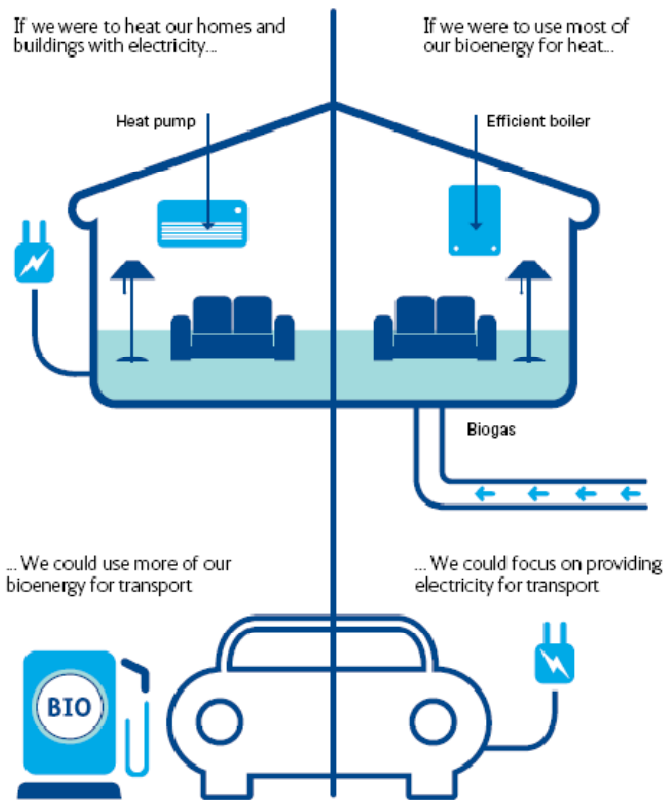 If we were to heat our homes and
buildings with electricity...
If we were to use most of
our bioenergy for heat...
Heat pump
Efficient boiler
Biogas
... We could use more of our
bioenergy for transport
... We could focus on providing
electricity for transport
BIO